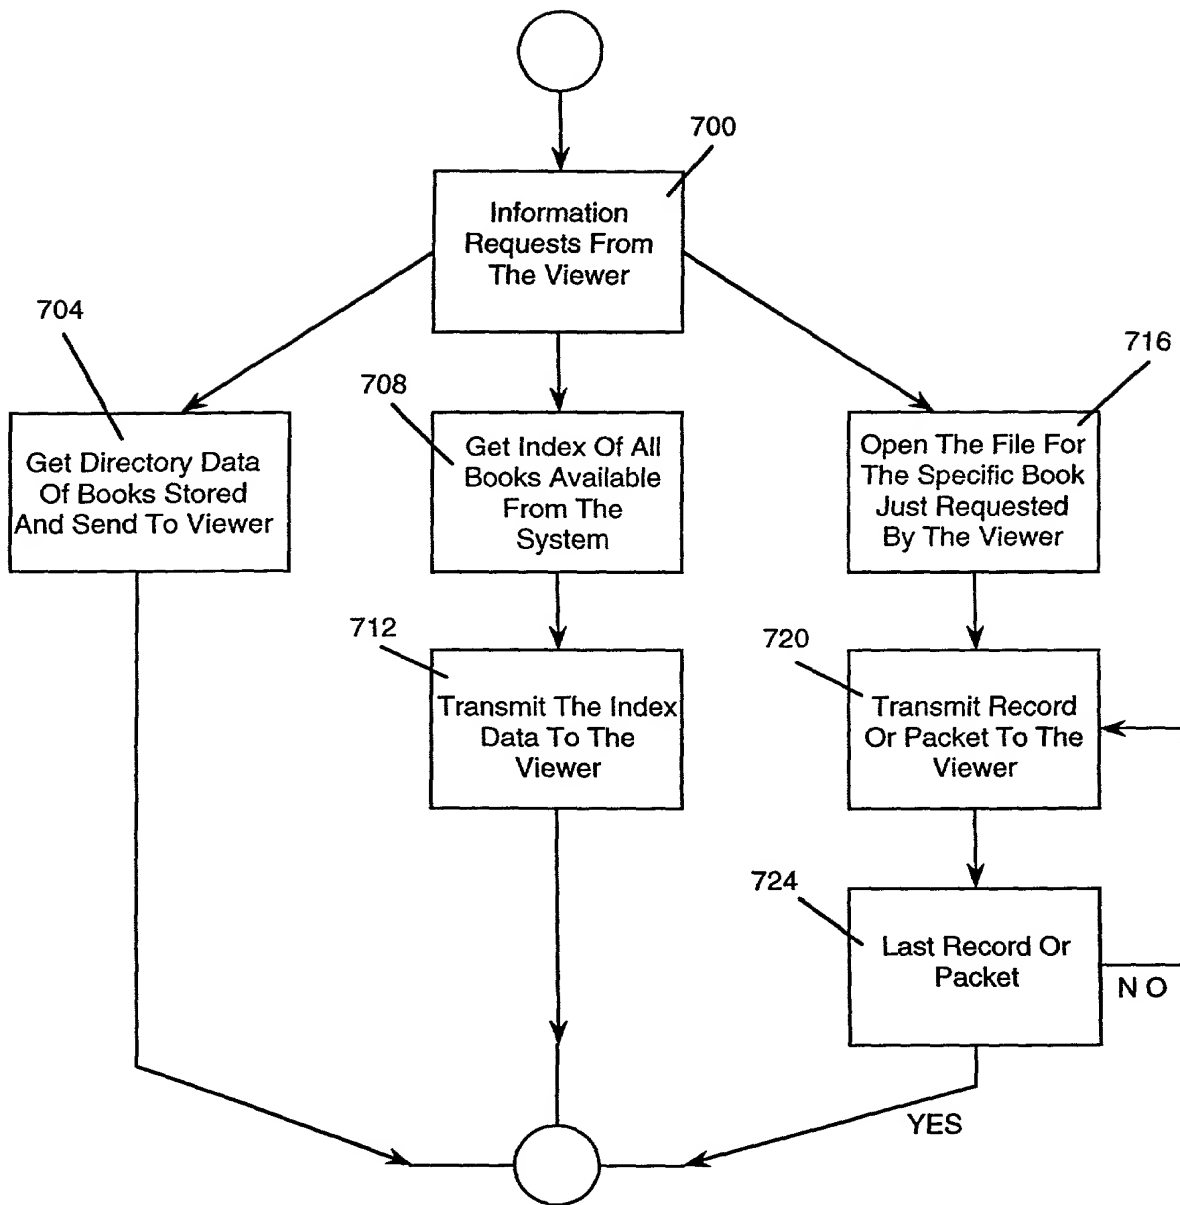 700
Information
Requests From
The Viewer
704
Get Directory Data
Of Books Stored
And Send To Viewer
708
Get Index Of All
Books Available
From The
System
716
Open The File For
The Specific Book
Just Requested
By The Viewer
712
Transmit The Index
Data To The
Viewer
720
Transmit Record
Or Packet To The
Viewer
724
Last Record Or
Packet
NO
YES